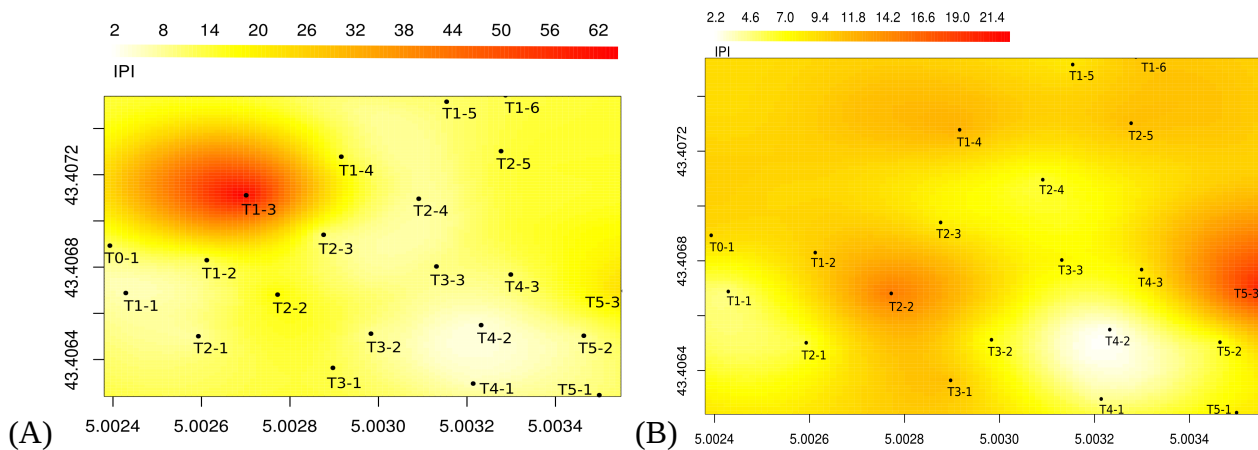 2 8 14 20 26 32 38 44 50 56 62
IPI
T1-5 T1-6
T1-4 T2-5
T1-3 T2-4
T0-1 T1-2 T2-3 T3-3 T4-3
T1-1 T2-2 T5-3
T2-1 T3-2 T4-2 T5-2
T3-1 T4-1 T5-1
43.4072
43.4068
43.4064
5.0024 5.0026 5.0028 5.0030 5.0032 5.0034
(A)
2.2 4.6 7.0 9.4 11.8 14.2 16.6 19.0 21.4
IPI
T1-5 T1-6
T1-4 T2-5
T2-4
T0-1 T1-2 T2-3 T3-3 T4-3
T1-1 T2-2 T5-3
T2-1 T3-2 T4-2 T5-2
T3-1 T4-1 T5-1
43.4072
43.4068
43.4064
5.0024 5.0026 5.0028 5.0030 5.0032 5.0034
(B)